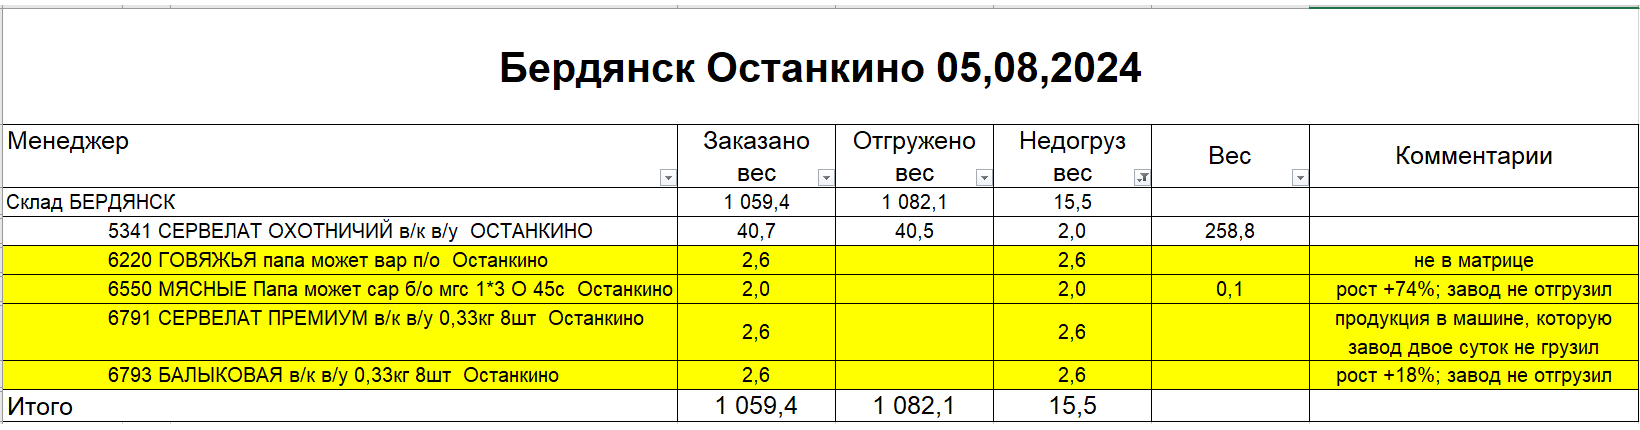 Бердянск Останкино 05,08,2024
Менеджер Заказано вес Отгружено вес Недогруз вес Вес Комментарии
Склад БЕРДЯНСК 1 059,4 1 082,1 15,5
5341 СЕРВЕЛАТ ОХОТНИЧИЙ в/к в/у ОСТАНКИНО 40,7 40,5 2,0 258,8
6220 ГОВЯЖЬЯ папа может вар п/о Останкино 2,6 2,6 не в матрице
6550 МЯСНЫЕ Папа может сар б/о мгс 1*3 О 45с Останкино 2,0 2,0 0,1 рост +74%; завод не отгрузил
6791 СЕРВЕЛАТ ПРЕМИУМ в/к в/у 0,33кг 8шт Останкино 2,6 2,6 продукция в машине, которую
завод двое суток не грузил
6793 БАЛЫКОВАЯ в/к в/у 0,33кг 8шт Останкино 2,6 2,6 рост +18%; завод не отгрузил
Итого 1 059,4 1 082,1 15,5